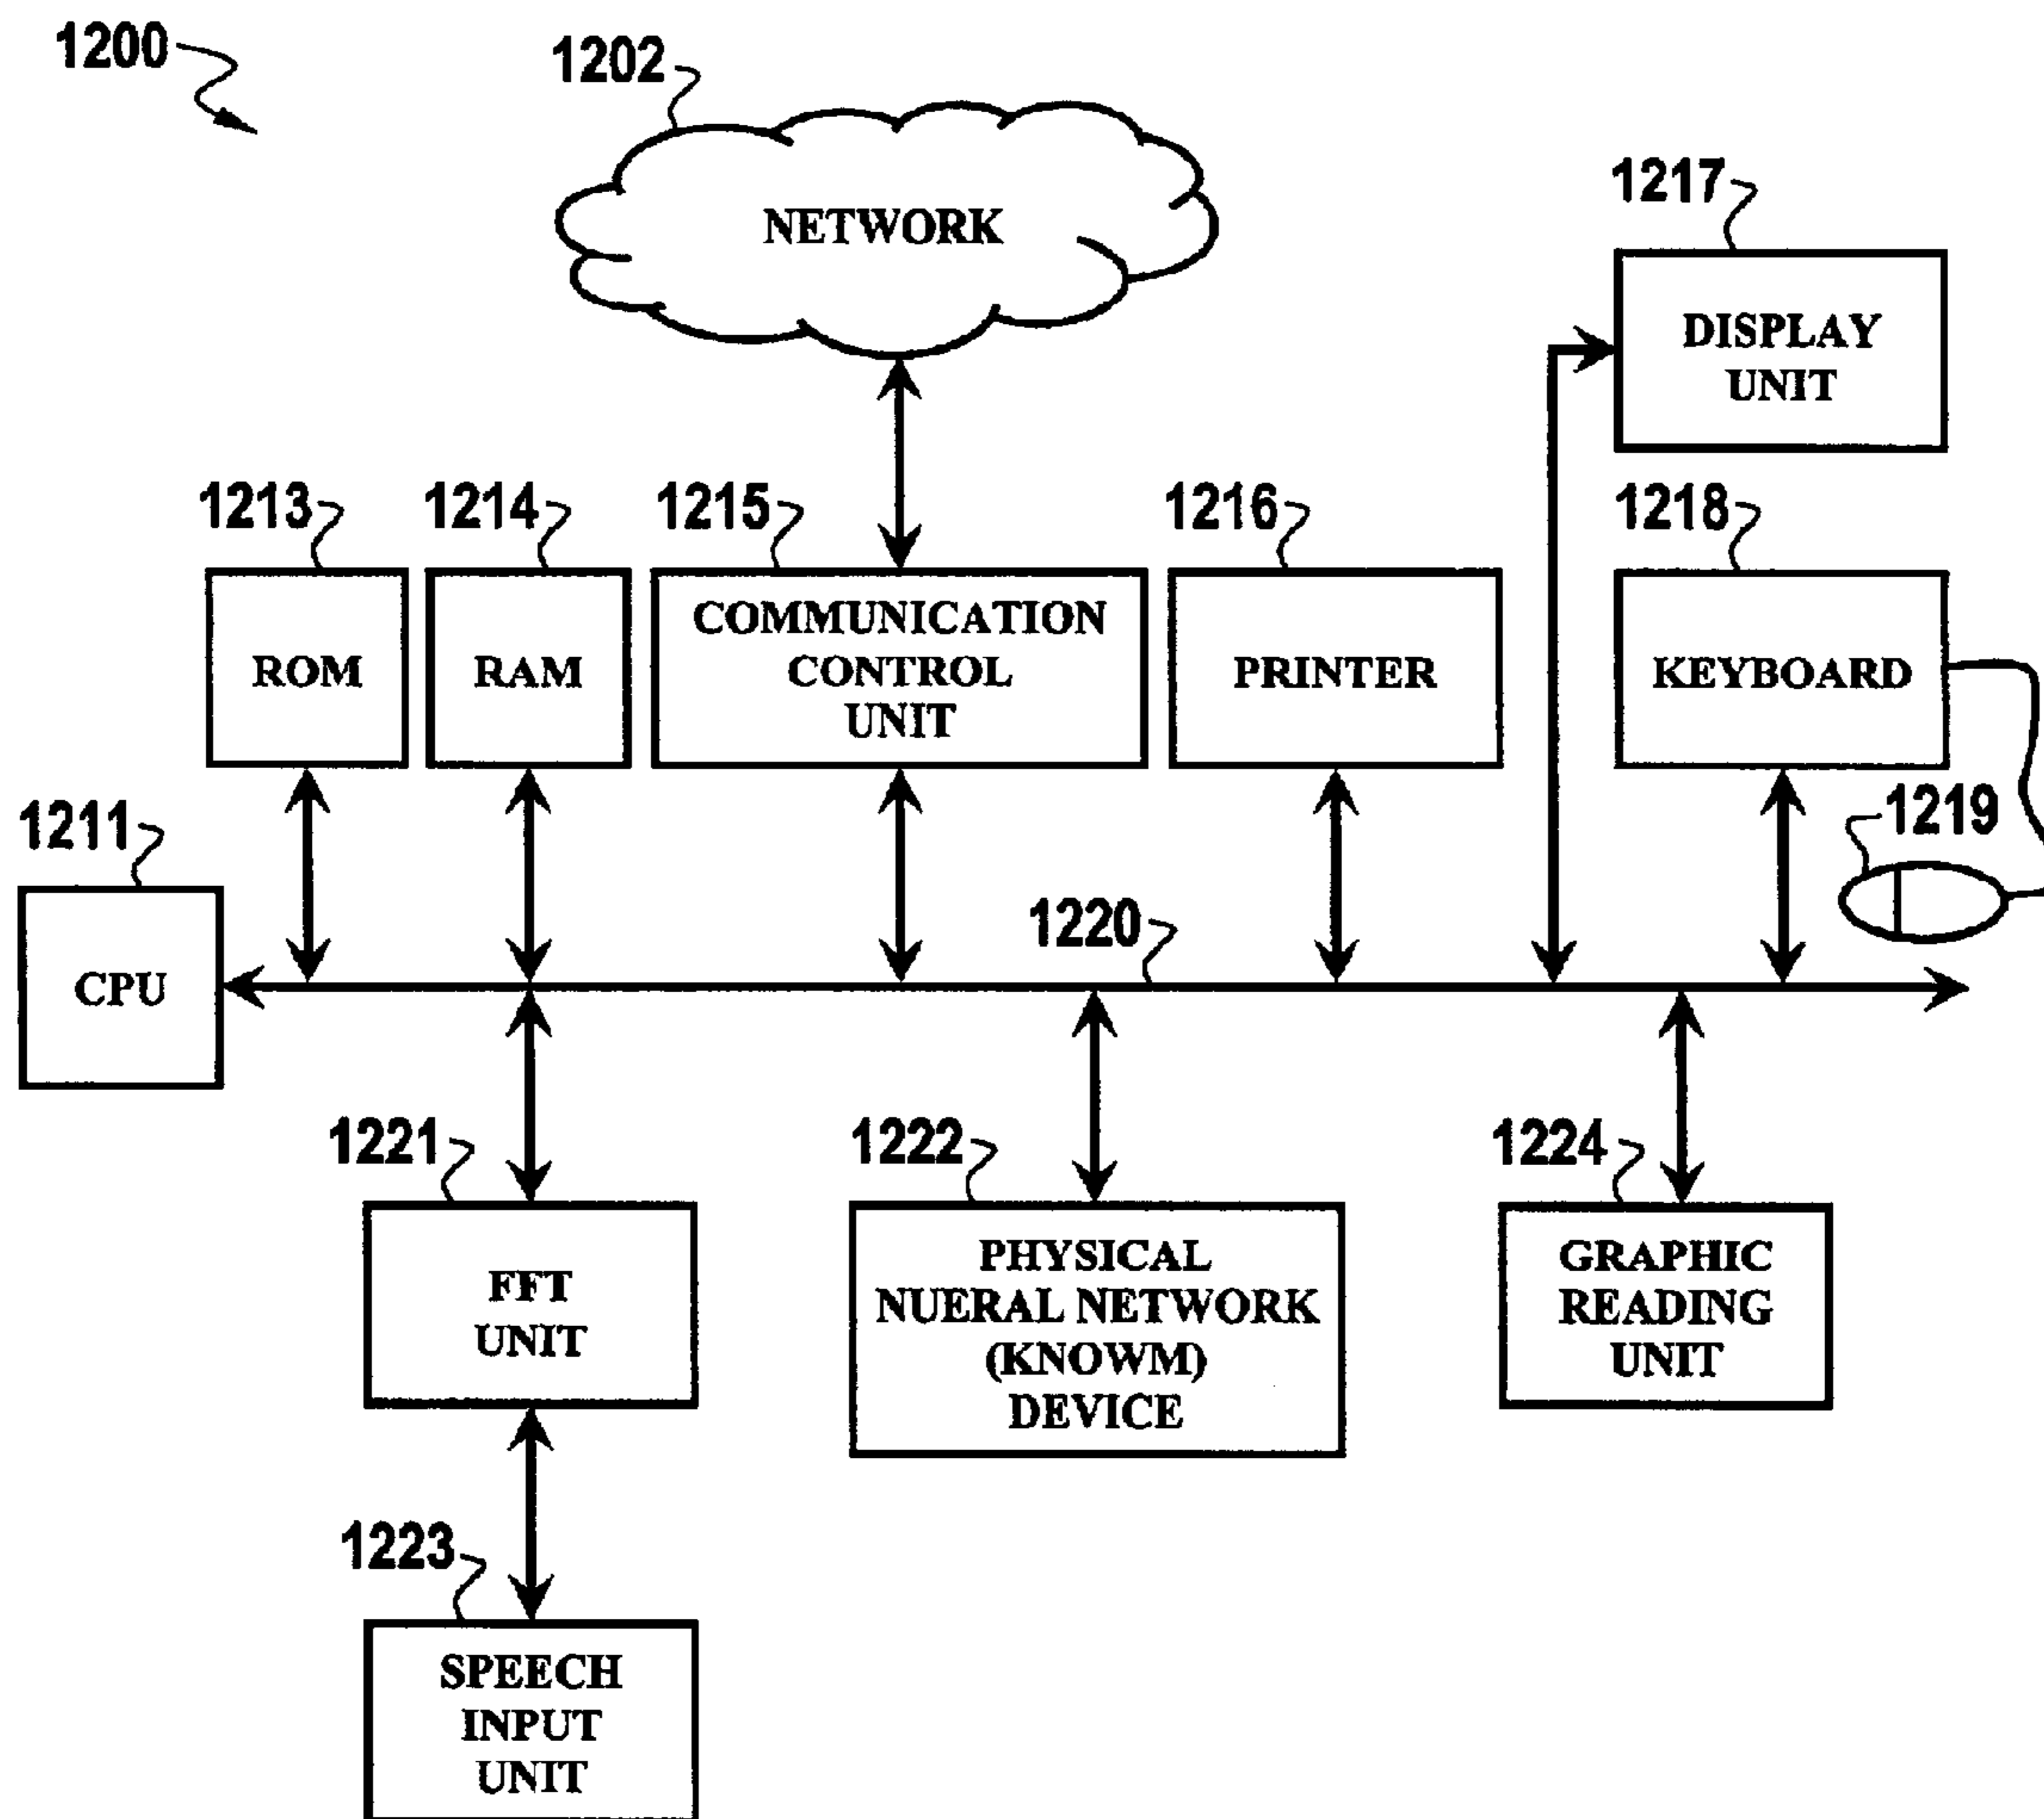 1200
1202
NETWORK
1217
DISPLAY
UNIT
1213
1214
1215
1216
1218
ROM
RAM
COMMUNICATION
CONTROL
UNIT
PRINTER
KEYBOARD
1219
1211
CPU
1220
1221
1222
1224
FFT
UNIT
PHYSICAL
NUERAL NETWORK
(KNOWM)
DEVICE
GRAPHIC
READING
UNIT
1223
SPEECH
INPUT
UNIT